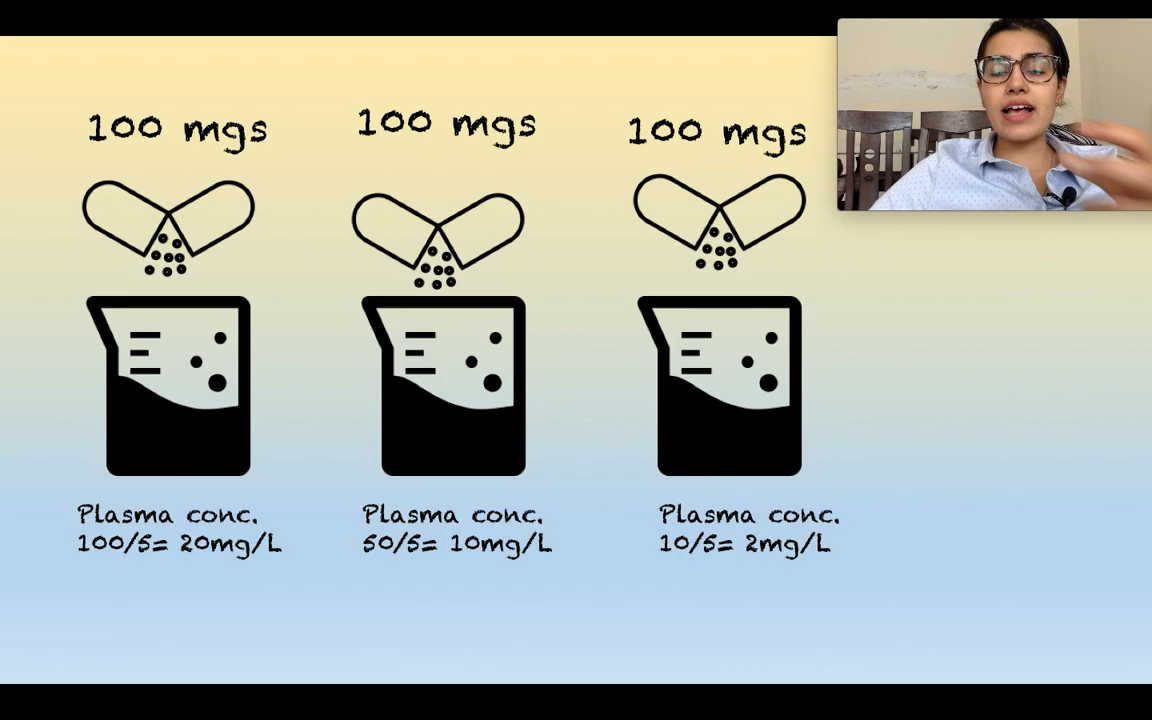 100 mgs
100 mgs
100 mgs
Plasma conc.
100/5= 20mg/L
Plasma conc.
50/5= 10mg/L
Plasma conc.
10/5= 2mg/L